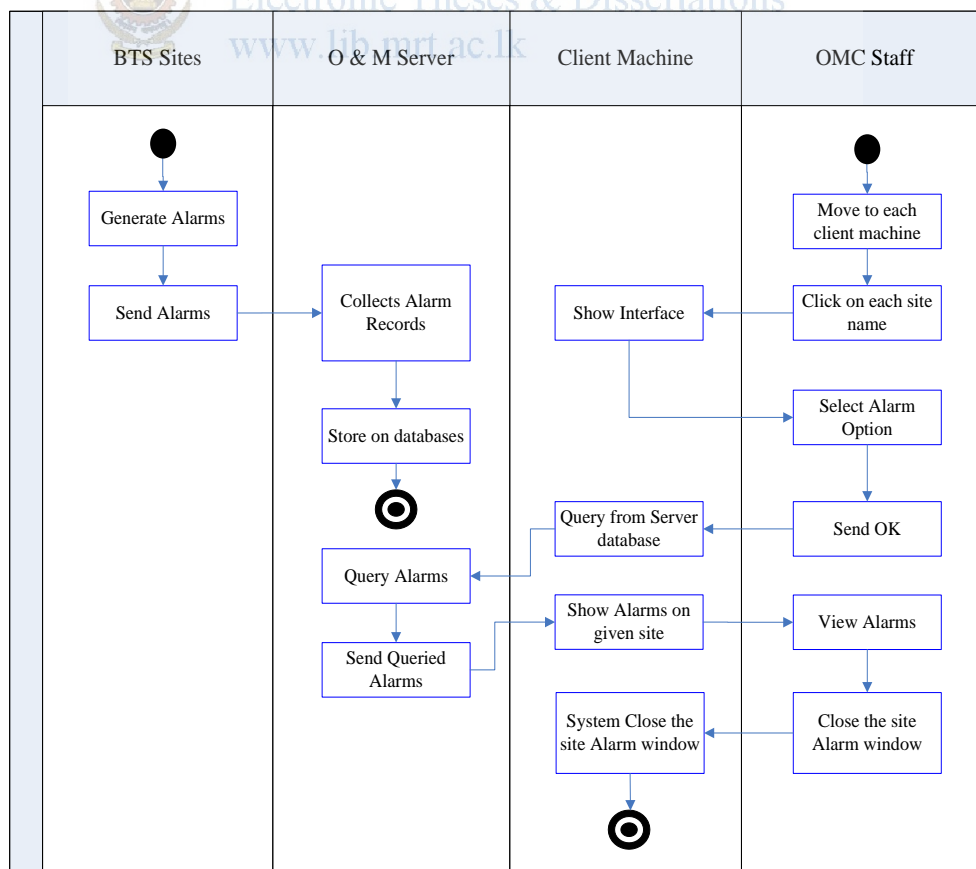 Electronic Theses & Dissertations
www.lib.mrt.ac.lk
BTS Sites
O & M Server
Client Machine
OMC Staff
Generate Alarms
Move to each
client machine
Send Alarms
Collects Alarm
Records
Show Interface
Click on each site
name
Store on databases
Select Alarm
Option
Query from Server
database
Send OK
Query Alarms
Show Alarms on
given site
View Alarms
Send Queried
Alarms
System Close the
site Alarm window
Close the site
Alarm window